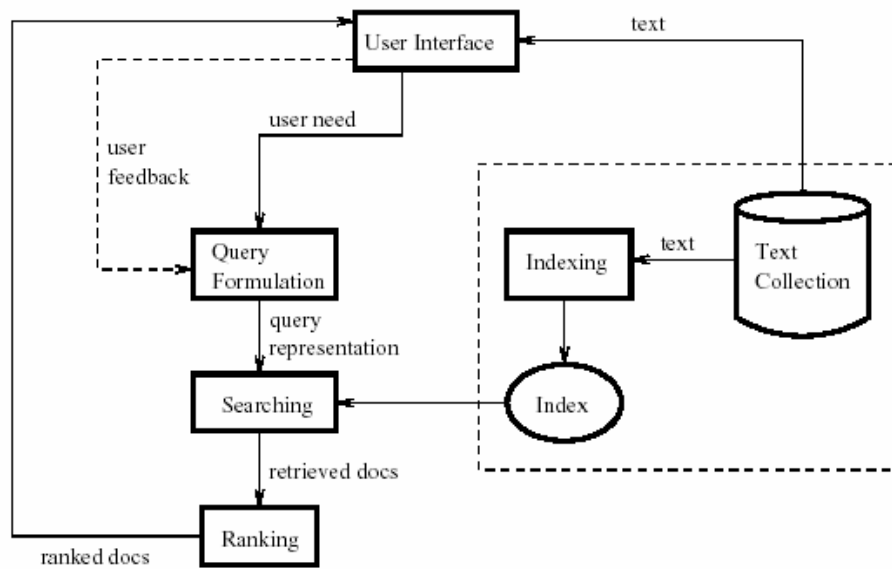 User Interface
text
user need
user
feedback
Query
Formulation
Indexing
text
Text
Collection
query
representation
Searching
Index
retrieved docs
Ranking
ranked docs